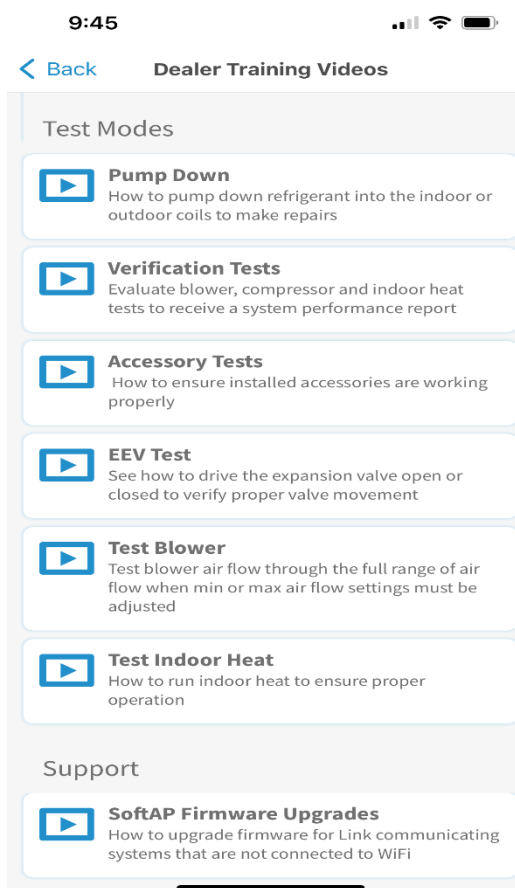 9:45
Back Dealer Training Videos
Test Modes
Pump Down
How to pump down refrigerant into the indoor or
outdoor coils to make repairs
Verification Tests
Evaluate blower, compressor and indoor heat
tests to receive a system performance report
Accessory Tests
How to ensure installed accessories are working
properly
EEV Test
See how to drive the expansion valve open or
closed to verify proper valve movement
Test Blower
Test blower air flow through the full range of air
flow when min or max air flow settings must be
adjusted
Test Indoor Heat
How to run indoor heat to ensure proper
operation
Support
SoftAP Firmware Upgrades
How to upgrade firmware for Link communicating
systems that are not connected to WiFi